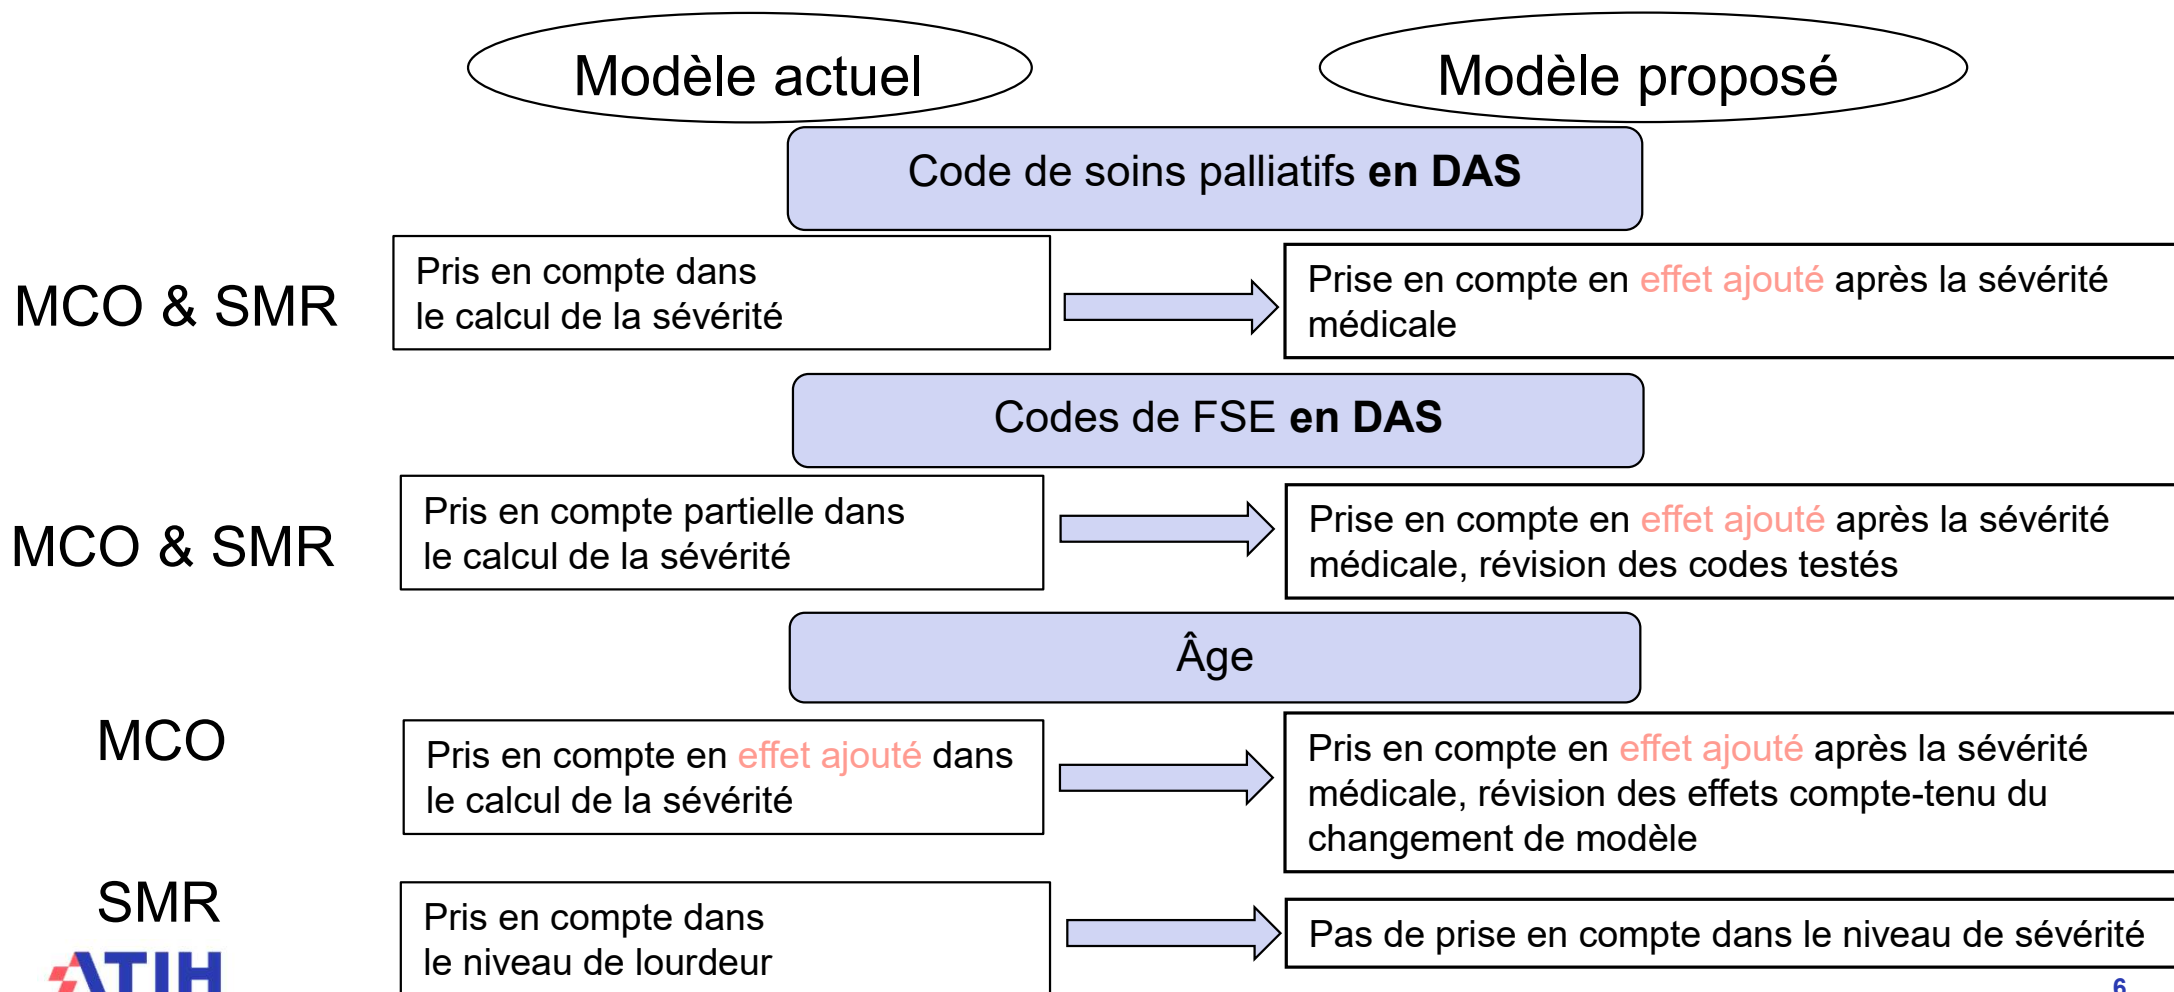 Modèle actuel
Modèle proposé
Code de soins palliatifs en DAS
MCO & SMR
Pris en compte dans
le calcul de la sévérité
Prise en compte en effet ajouté après la sévérité
médicale
Codes de FSE en DAS
MCO & SMR
Pris en compte partielle dans
le calcul de la sévérité
Prise en compte en effet ajouté après la sévérité
médicale, révision des codes testés
Âge
MCO
Pris en compte en effet ajouté dans
le calcul de la sévérité
Pris en compte en effet ajouté après la sévérité
médicale, révision des effets compte-tenu du
changement de modèle
SMR
Pris en compte dans
le niveau de lourdeur
Pas de prise en compte dans le niveau de sévérité
ATIH
6